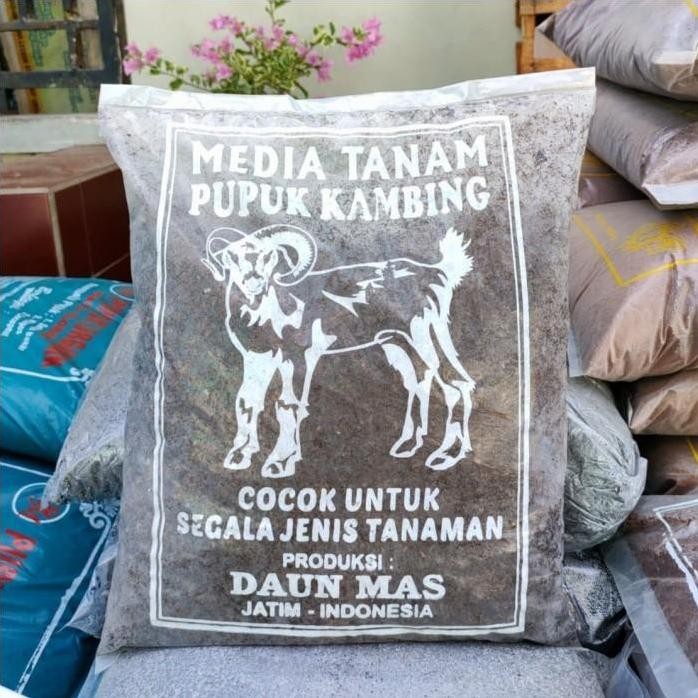 MEDIA TANAM
PUPUK KAMBING
COCOK UNTUK
SEGALA JENIS TANAMAN
PRODUKSI :
DAUN MAS
JATIM - INDONESIA